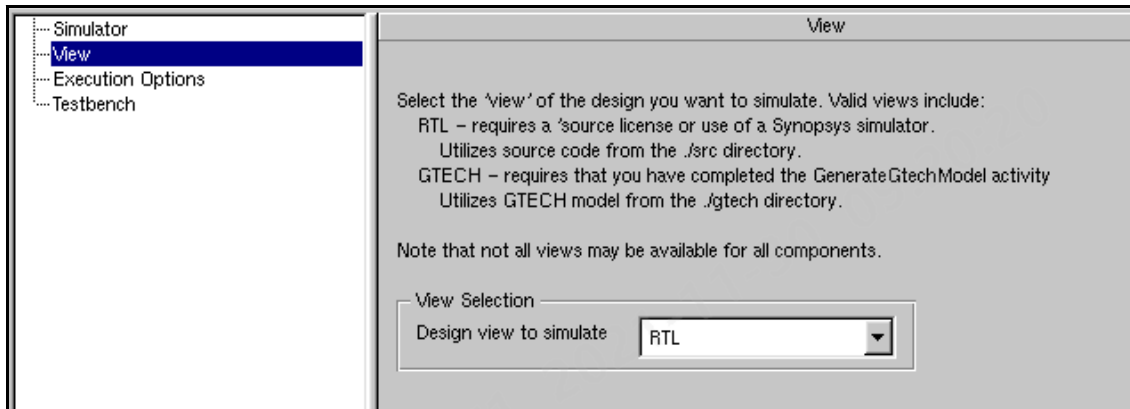 Simulator
View
Execution Options
Testbench
View
Select the 'view' of the design you want to simulate. Valid views include:
RTL – requires a 'source license or use of a Synopsys simulator.
Utilizes source code from the ./src directory.
GTECH – requires that you have completed the GenerateGtechModel activity
Utilizes GTECH model from the ./gtech directory.
Note that not all views may be available for all components.
View Selection
Design view to simulate RTL